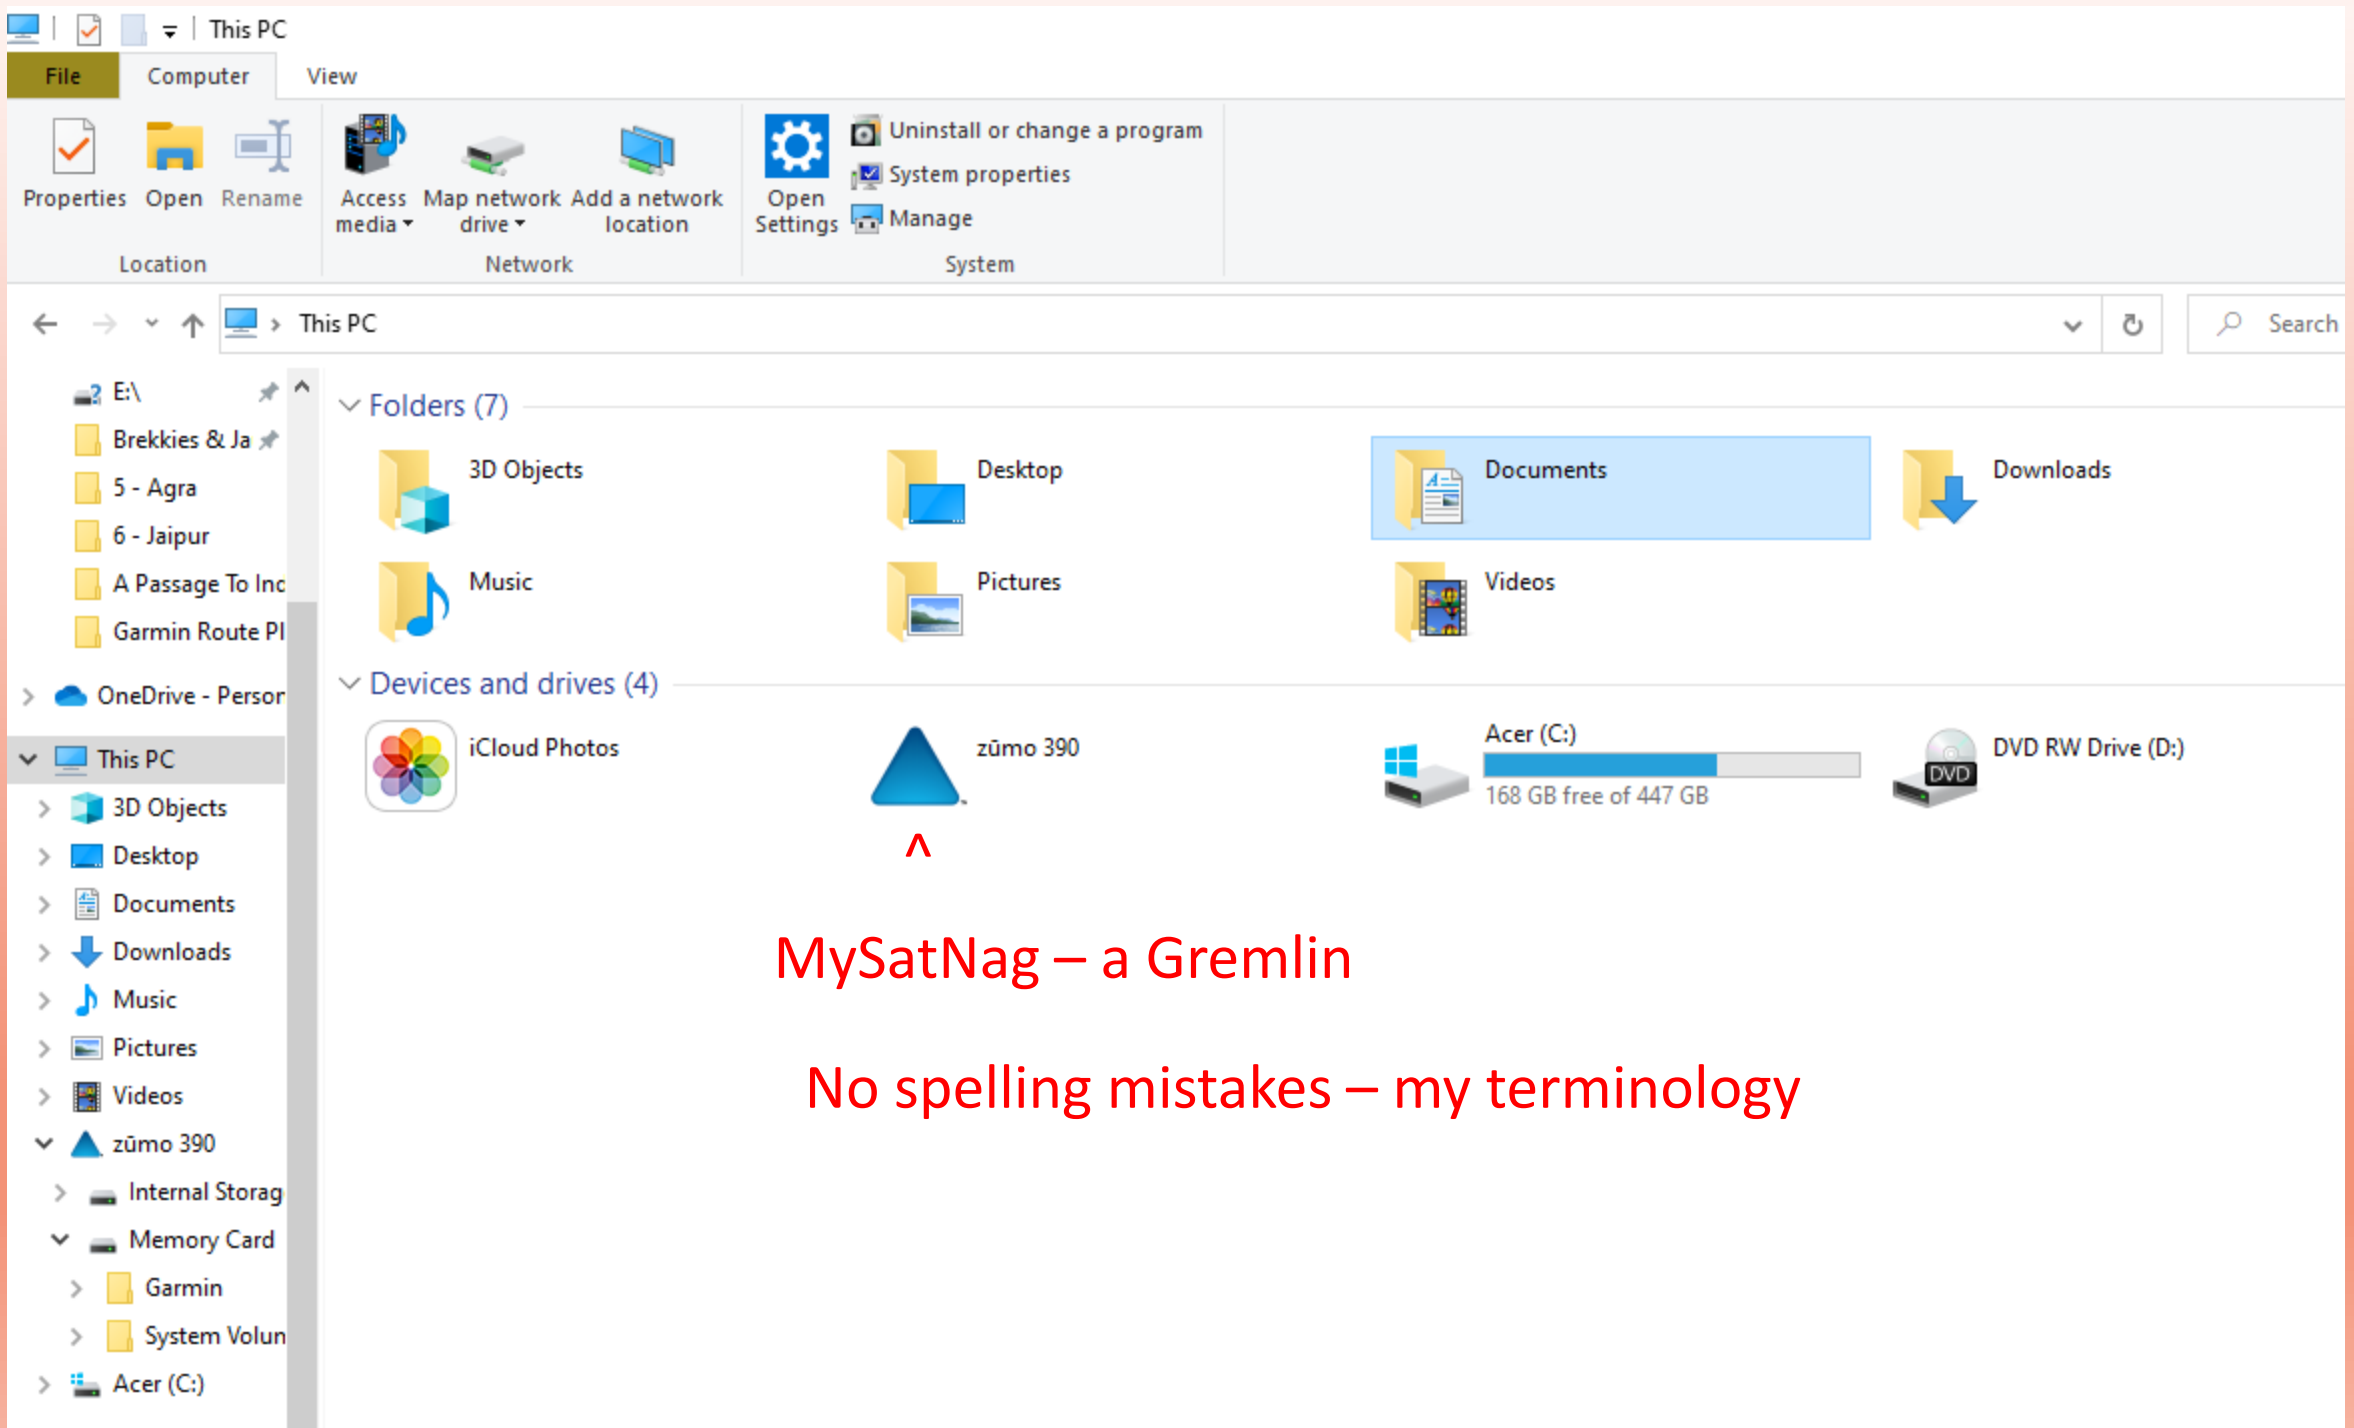 This PC
File Computer View
Properties Open Rename
Access media
Map network drive
Add a network location
Open Settings
Uninstall or change a program
System properties
Manage
Location Network System
This PC
Search
E:\
Brekkies & Ja
5 - Agra
6 - Jaipur
A Passage To Inc
Garmin Route Pl
OneDrive - Person
This PC
3D Objects
Desktop
Documents
Downloads
Music
Pictures
Videos
zūmo 390
Internal Storag
Memory Card
Garmin
System Volun
Acer (C:)
Folders (7)
3D Objects Desktop Documents Downloads
Music Pictures Videos
Devices and drives (4)
iCloud Photos
zūmo 390
Acer (C:)
168 GB free of 447 GB
DVD
DVD RW Drive (D:)
^
MySatNag – a Gremlin
No spelling mistakes – my terminology